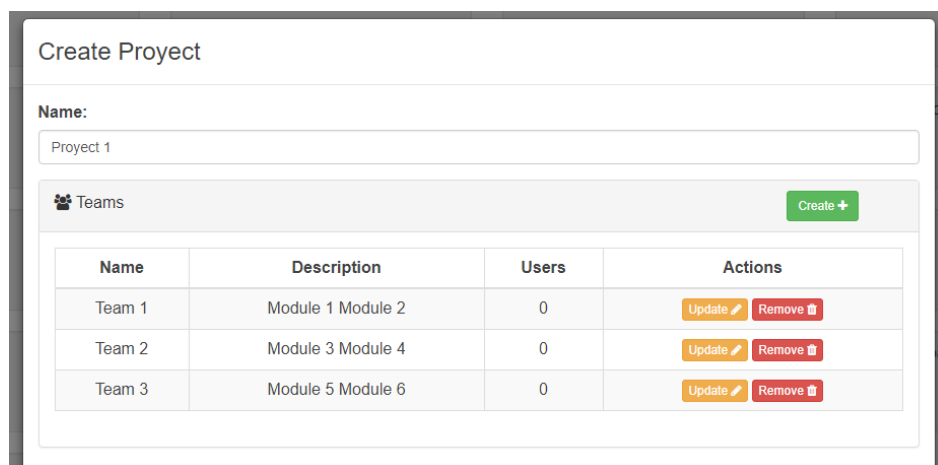 Create Proyect
Name:
Proyect 1
Teams Create
Name Description Users Actions
Team 1 Module 1 Module 2 0 Update Remove
Team 2 Module 3 Module 4 0 Update Remove
Team 3 Module 5 Module 6 0 Update Remove